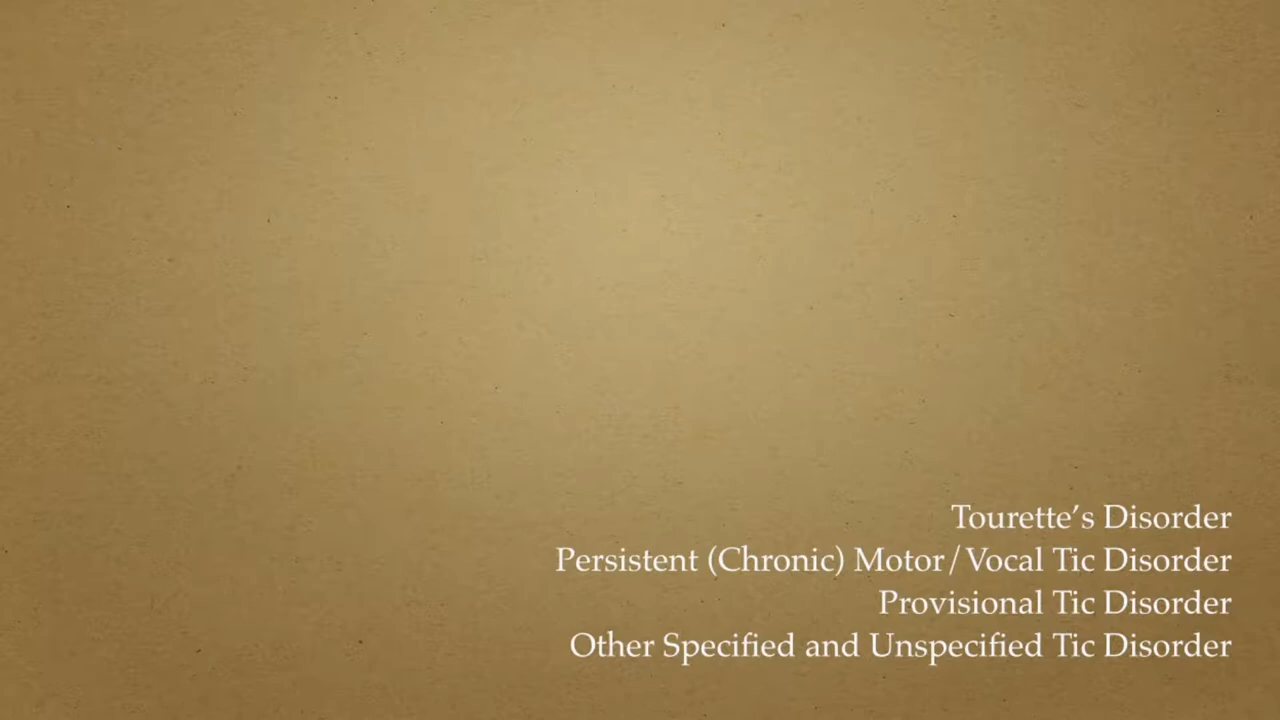 Tourette’s Disorder
Persistent (Chronic) Motor/Vocal Tic Disorder
Provisional Tic Disorder
Other Specified and Unspecified Tic Disorder